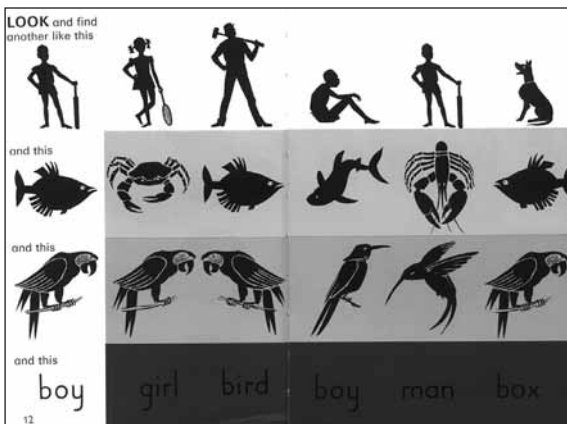 LOOK and find
another like this
and this
and this
and this
boy girl bird boy man box
12